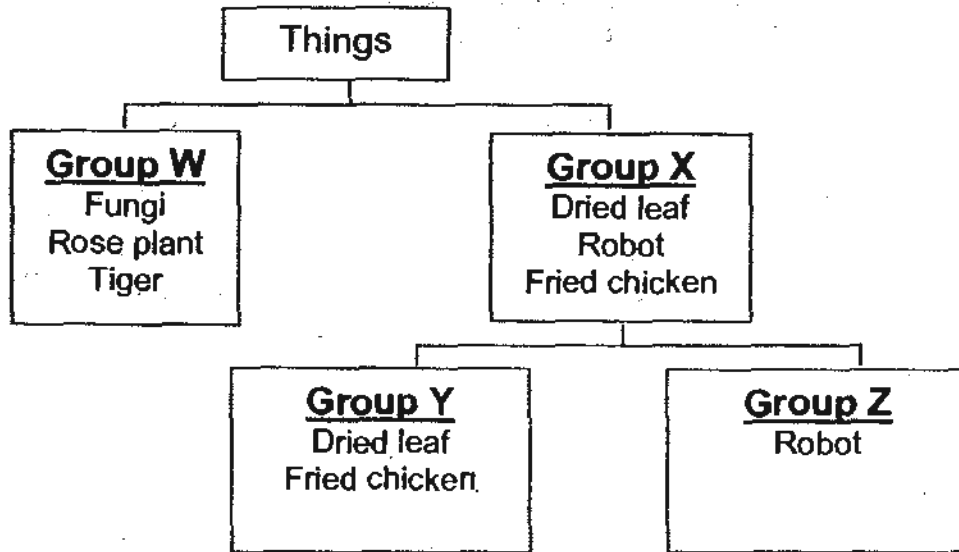 Things
Group W
Fungi
Rose plant
Tiger
Group X
Dried leaf
Robot
Fried chicken
Group Y
Dried leaf
Fried chicken
Group Z
Robot